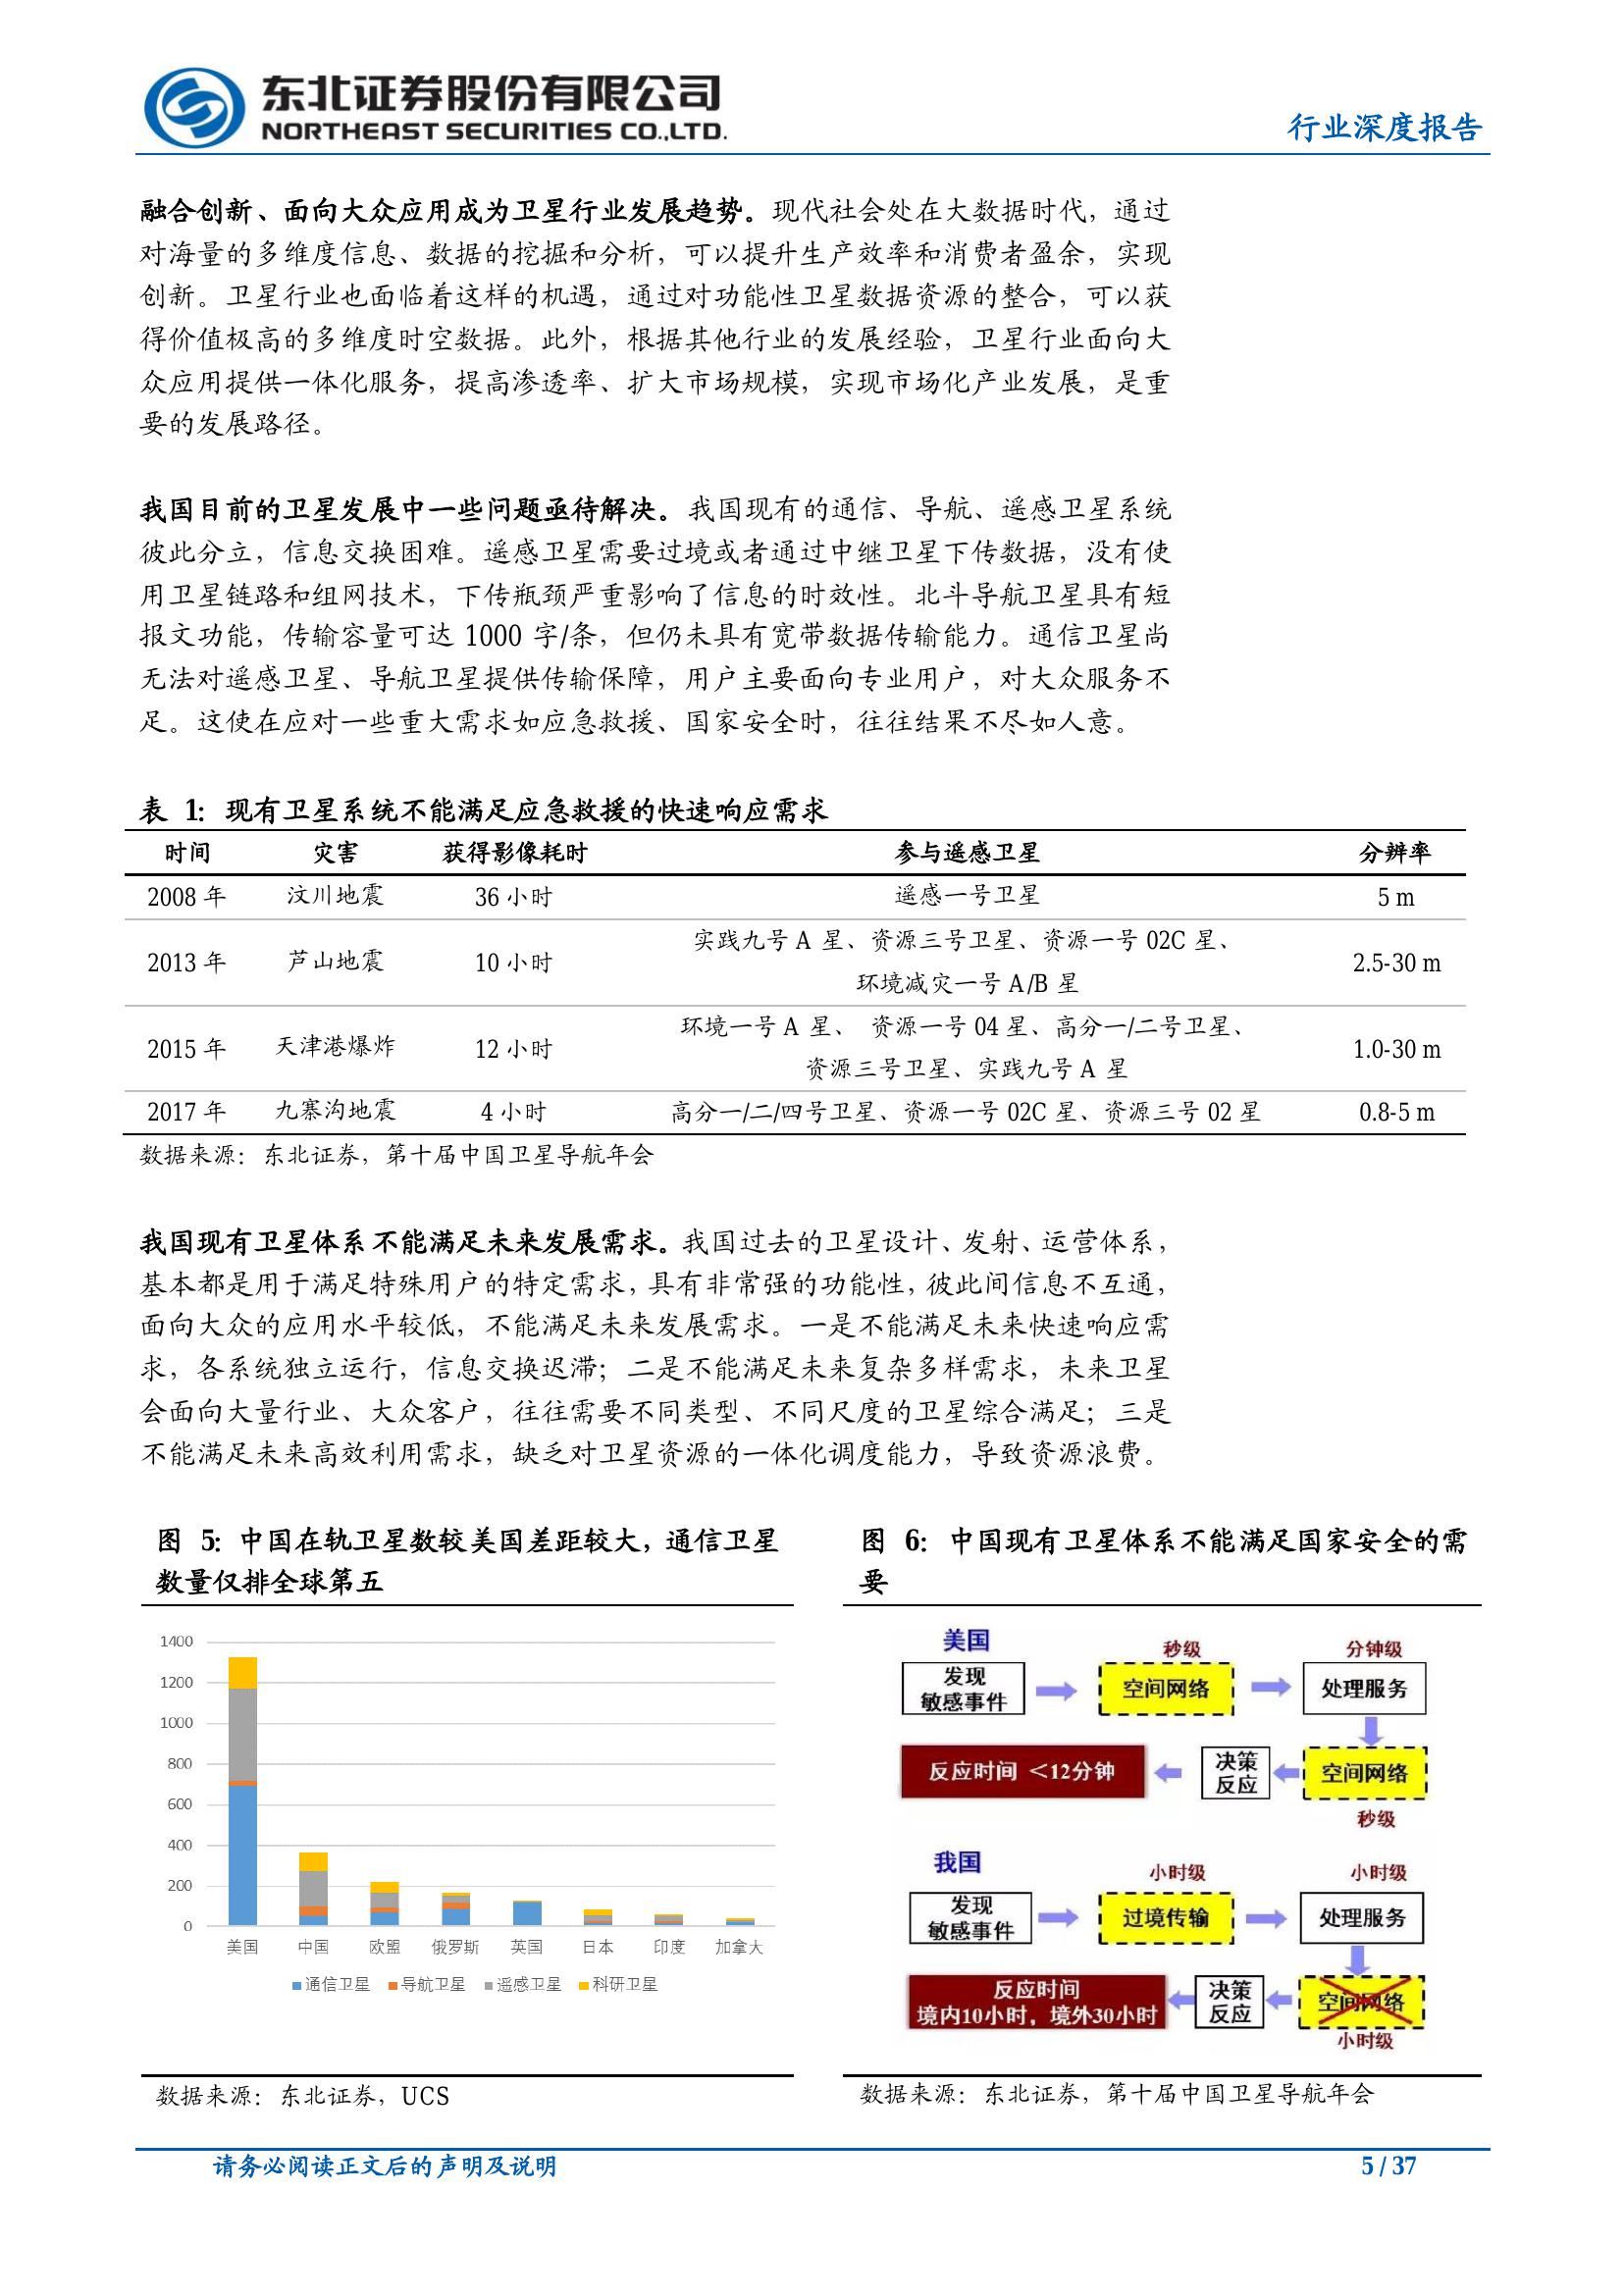 东北证券股份有限公司
NORTHEAST SECURITIES CO.,LTD.
行业深度报告
融合创新、面向大众应用成为卫星行业发展趋势。现代社会处在大数据时代，通过
对海量的多维度信息、数据的挖掘和分析，可以提升生产效率和消费者盈余，实现
创新。卫星行业也面临着这样的机遇，通过对功能性卫星数据资源的整合，可以获
得价值极高的多维度时空数据。此外，根据其他行业的发展经验，卫星行业面向大
众应用提供一体化服务，提高渗透率、扩大市场规模，实现市场化产业发展，是重
要的发展路径。
我国目前的卫星发展中一些问题亟待解决。我国现有的通信、导航、遥感卫星系统
彼此分立，信息交换困难。遥感卫星需要过境或者通过中继卫星下传数据，没有使
用卫星链路和组网技术，下传瓶颈严重影响了信息的时效性。北斗导航卫星具有短
报文功能，传输容量可达 1000 字/条，但仍未具有宽带数据传输能力。通信卫星尚
无法对遥感卫星、导航卫星提供传输保障，用户主要面向专业用户，对大众服务不
足。这使在应对一些重大需求如应急救援、国家安全时，往往结果不尽如人意。
表 1：现有卫星系统不能满足应急救援的快速响应需求
时间 灾害 获得影像耗时 参与遥感卫星 分辨率
2008 年 汶川地震 36 小时 遥感一号卫星 5 m
2013 年 芦山地震 10 小时 实践九号 A 星、资源三号卫星、资源一号 02C 星、
环境减灾一号 A/B 星 2.5-30 m
2015 年 天津港爆炸 12 小时 环境一号 A 星、 资源一号 04 星、高分一/二号卫星、
资源三号卫星、实践九号 A 星 1.0-30 m
2017 年 九寨沟地震 4 小时 高分一/二/四号卫星、资源一号 02C 星、资源三号 02 星 0.8-5 m
数据来源：东北证券，第十届中国卫星导航年会
我国现有卫星体系不能满足未来发展需求。我国过去的卫星设计、发射、运营体系，
基本都是用于满足特殊用户的特定需求，具有非常强的功能性，彼此间信息不互通，
面向大众的应用水平较低，不能满足未来发展需求。一是不能满足未来快速响应需
求，各系统独立运行，信息交换迟滞；二是不能满足未来复杂多样需求，未来卫星
会面向大量行业、大众客户，往往需要不同类型、不同尺度的卫星综合满足；三是
不能满足未来高效利用需求，缺乏对卫星资源的一体化调度能力，导致资源浪费。
图 5：中国在轨卫星数较美国差距较大，通信卫星
数量仅排全球第五
1400
1200
1000
800
600
400
200
0
美国 中国 欧盟 俄罗斯 英国 日本 印度 加拿大
通信卫星 导航卫星 遥感卫星 科研卫星
数据来源：东北证券，UCS
图 6：中国现有卫星体系不能满足国家安全的需
要
美国
秒级 分钟级
发现
敏感事件
空间网络
处理服务
反应时间 ＜12分钟
决策
反应
空间网络
秒级
我国
小时级 小时级
发现
敏感事件
过境传输
处理服务
反应时间
境内10小时，境外30小时
决策
反应
空间网络
小时级
数据来源：东北证券，第十届中国卫星导航年会
请务必阅读正文后的声明及说明
5 / 37